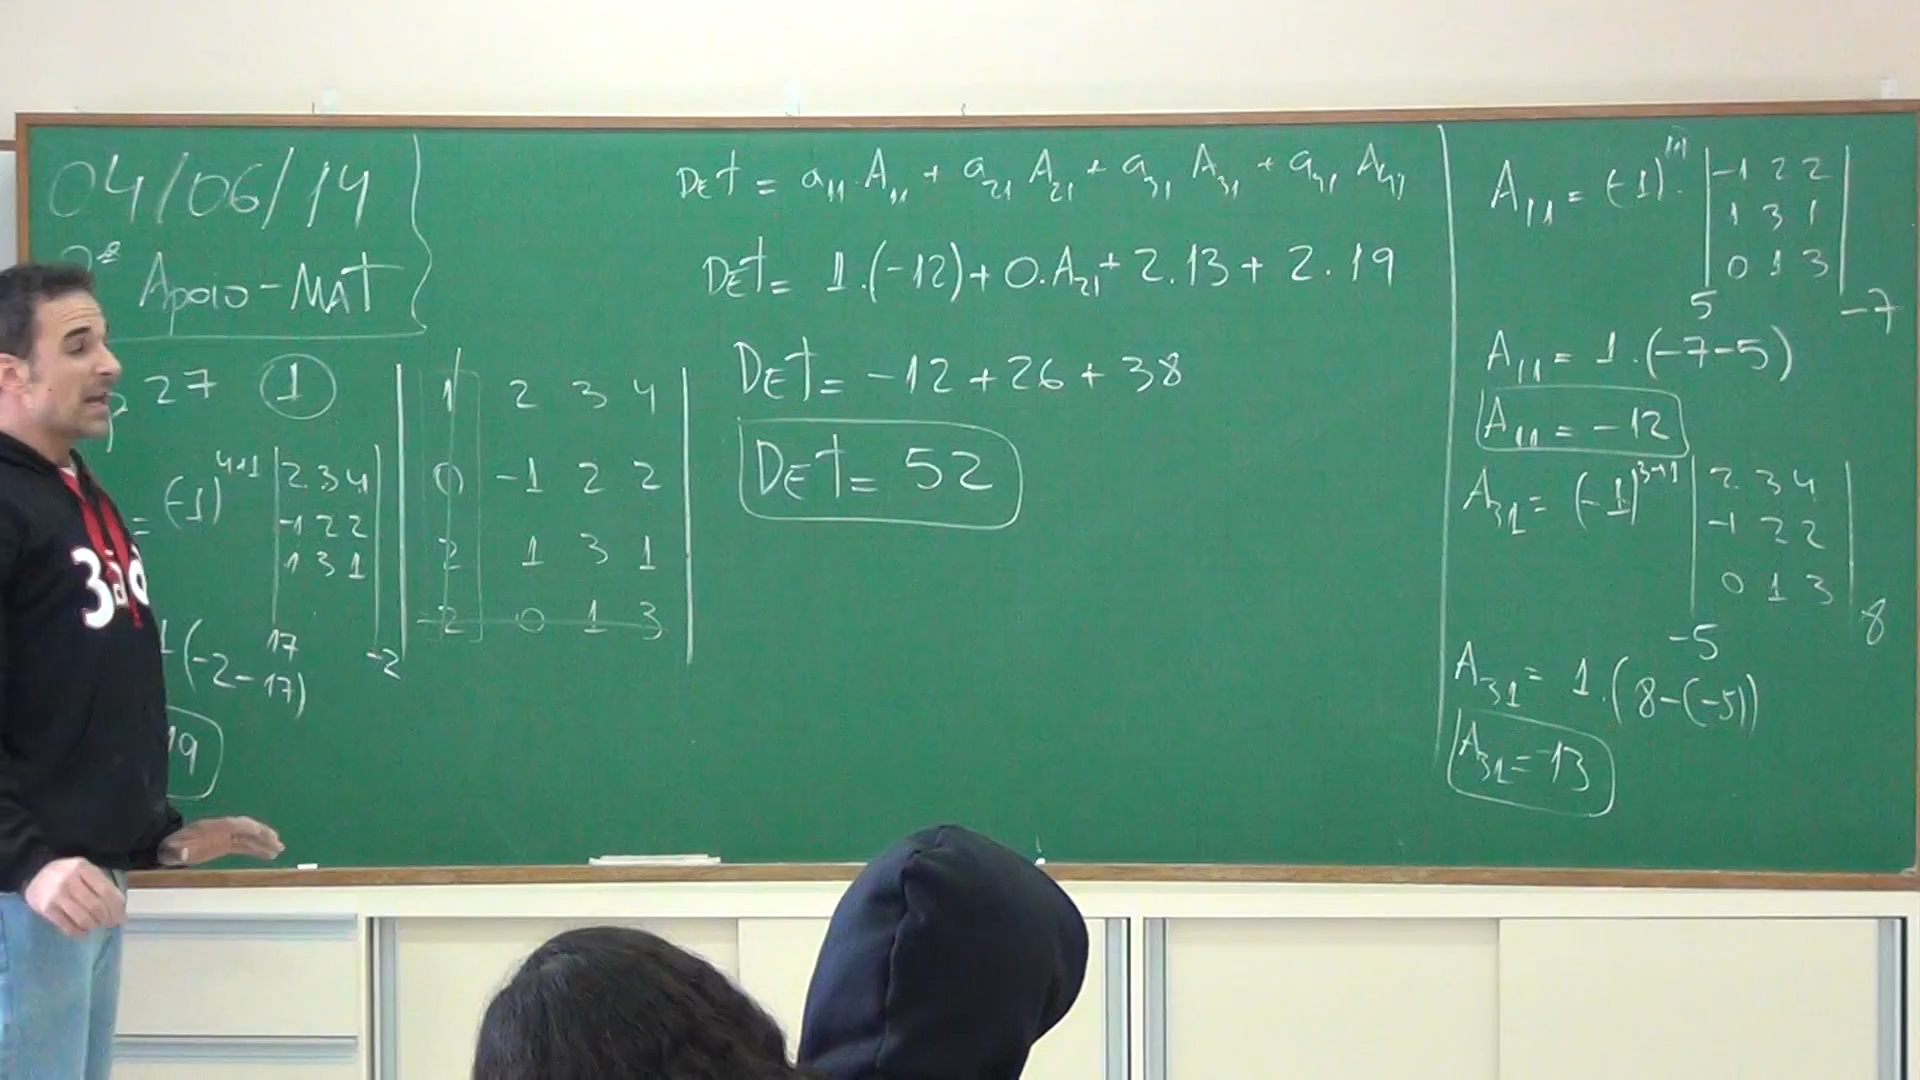 04/06/14
Apoio - MAT
27 1
= (-1)^4+1 | 2 3 4 |
| -1 2 2 |
| 1 3 1 |
17 -2
(-2-17)
19
| 1 2 3 4 |
| 0 -1 2 2 |
| 2 1 3 1 |
| 2 0 1 3 |
DET = a11.A11 + a21 A21 + a31 A31 + a41 A41
DET = 1.(-12) + 0.A21 + 2.13 + 2.19
DET = -12 + 26 + 38
DET = 52
A11 = (-1)^1+1. | -1 2 2 |
| 1 3 1 |
| 0 1 3 |
5 -7
A11 = 1.(-7-5)
A11 = -12
A31 = (-1)^3+1 | 2 3 4 |
| -1 2 2 |
| 0 1 3 |
-5 8
A31 = 1.(8-(-5))
A31 = 13
3ão